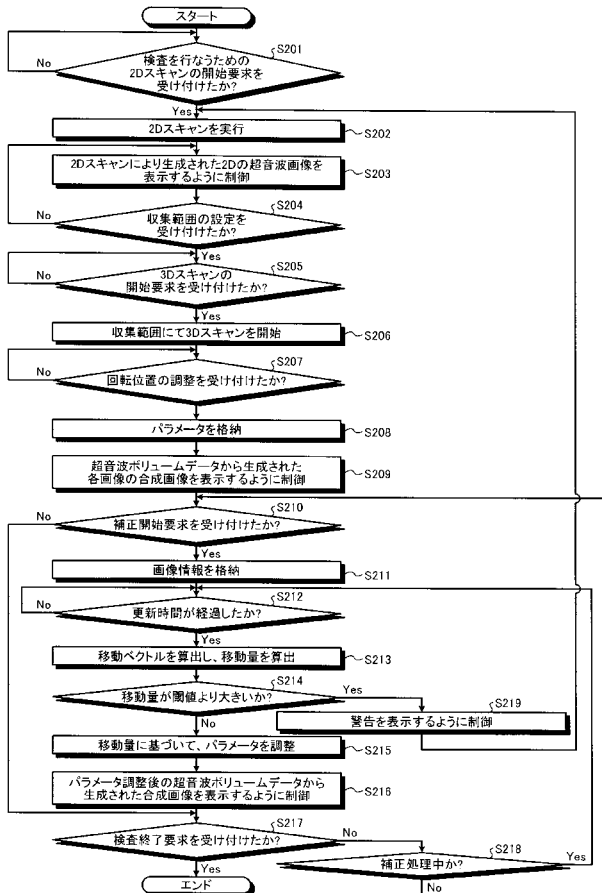 スタート
S201
検査を行なうための
2Dスキャンの開始要求を
受け付けたか?
No
Yes
2Dスキャンを実行
S202
2Dスキャンにより生成された2Dの超音波画像を
表示するように制御
S203
S204
収集範囲の設定を
受け付けたか?
No
Yes
S205
3Dスキャンの
開始要求を受け付けたか?
Yes
収集範囲にて3Dスキャンを開始
S206
S207
No
回転位置の調整を受け付けたか?
パラメータを格納
S208
超音波ボリュームデータから生成された
各画像の合成画像を表示するように制御
S209
S210
No
補正開始要求を受け付けたか?
Yes
画像情報を格納
S211
S212
No
更新時間が経過したか?
Yes
移動ベクトルを算出し、移動量を算出
S213
S214
移動量が閾値より大きいか?
Yes
S219
警告を表示するように制御
No
移動量に基づいて、パラメータを調整
S215
パラメータ調整後の超音波ボリュームデータから
生成された合成画像を表示するように制御
S216
S217
検査終了要求を受け付けたか?
No
S218
補正処理中か?
Yes
Yes
No
エンド